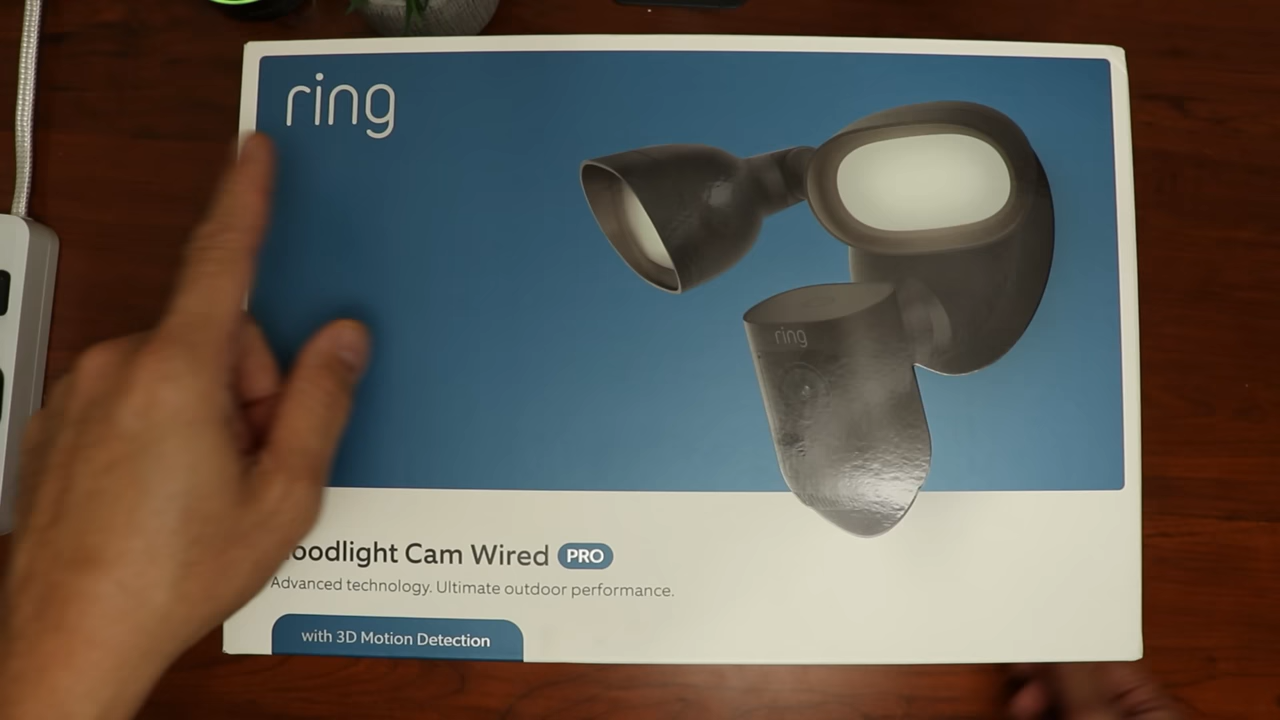 ring
ring
oodlight Cam Wired PRO
Advanced technology. Ultimate outdoor performance.
with 3D Motion Detection